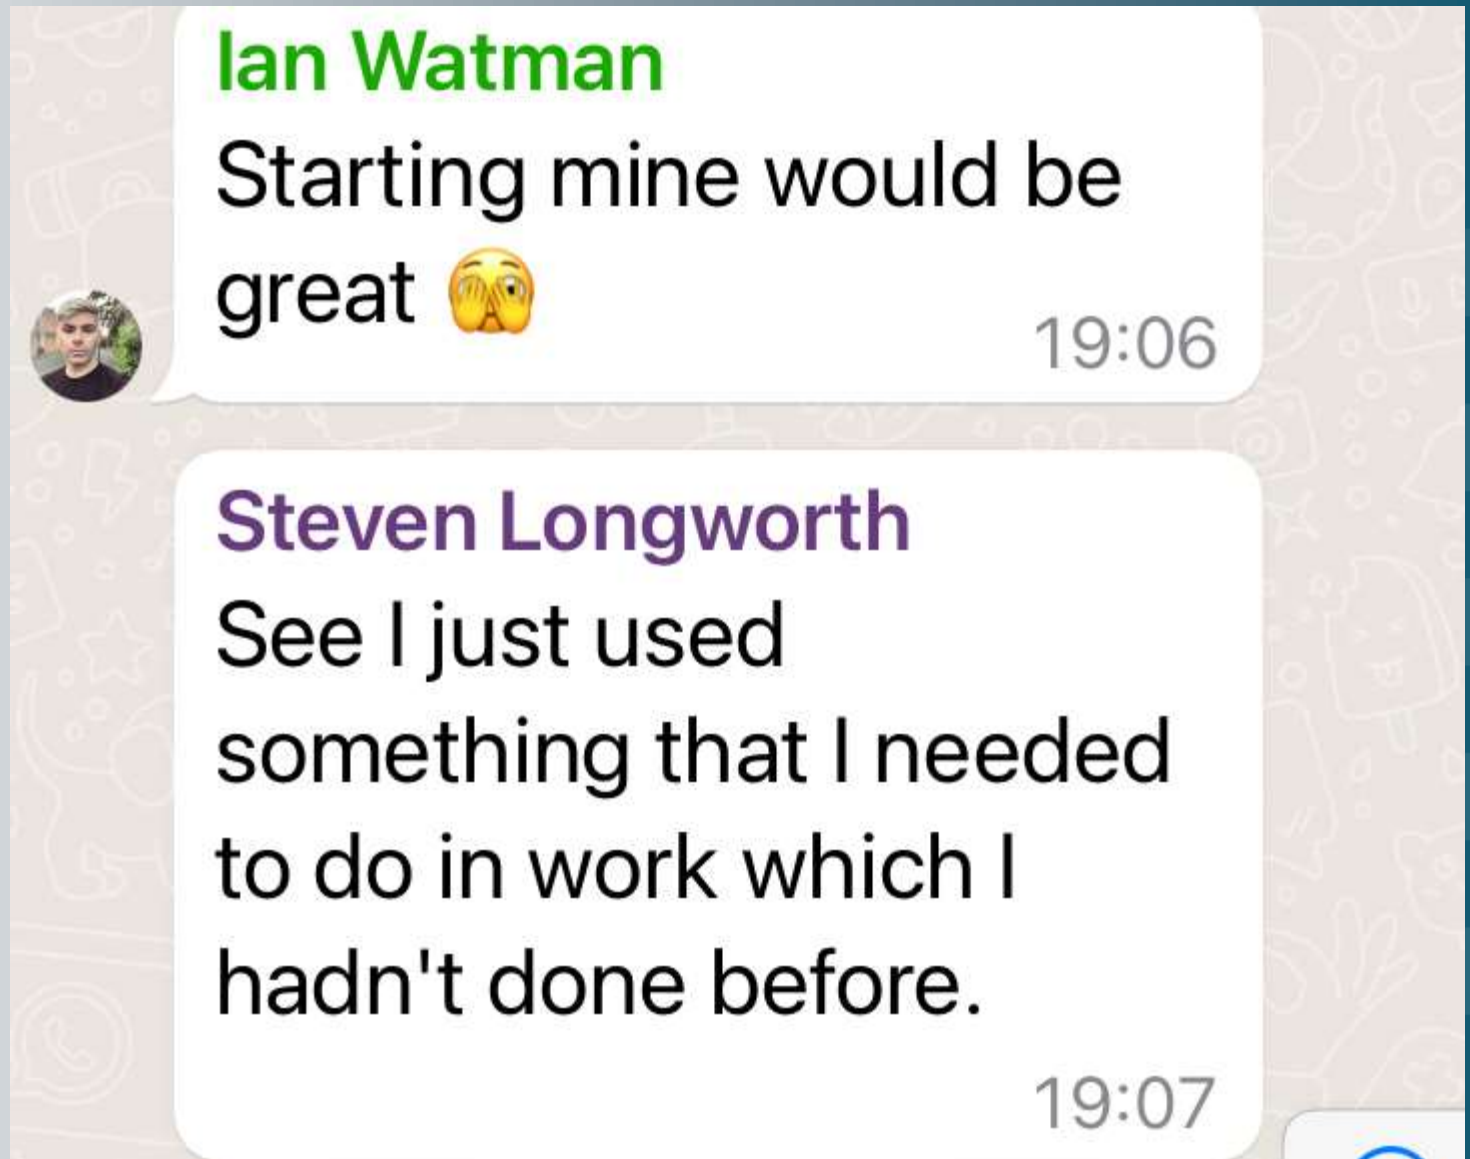 Ian Watman
Starting mine would be
great 🫣
19:06
Steven Longworth
See I just used
something that I needed
to do in work which I
hadn't done before.
19:07